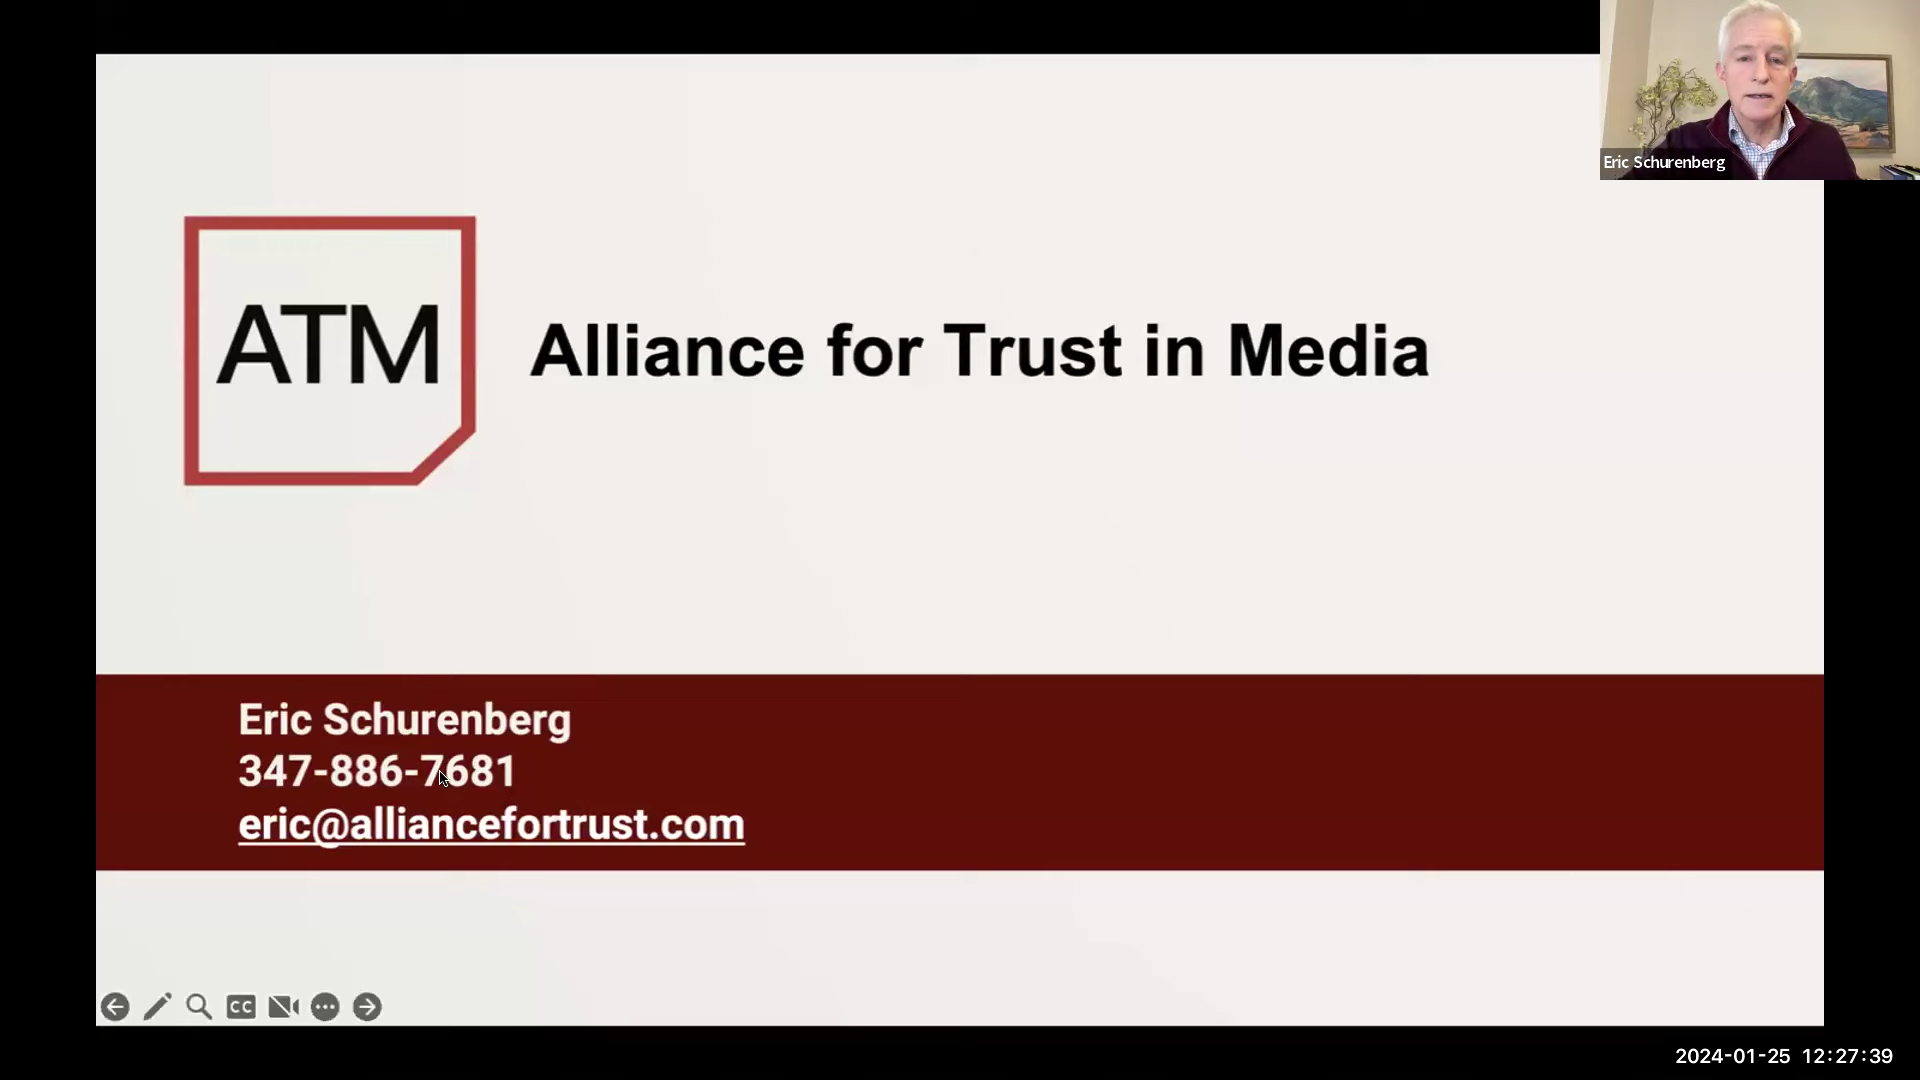 Eric Schurenberg
ATM
Alliance for Trust in Media
Eric Schurenberg
347-886-7681
eric@alliancefortrust.com
CC
2024-01-25 12:27:39